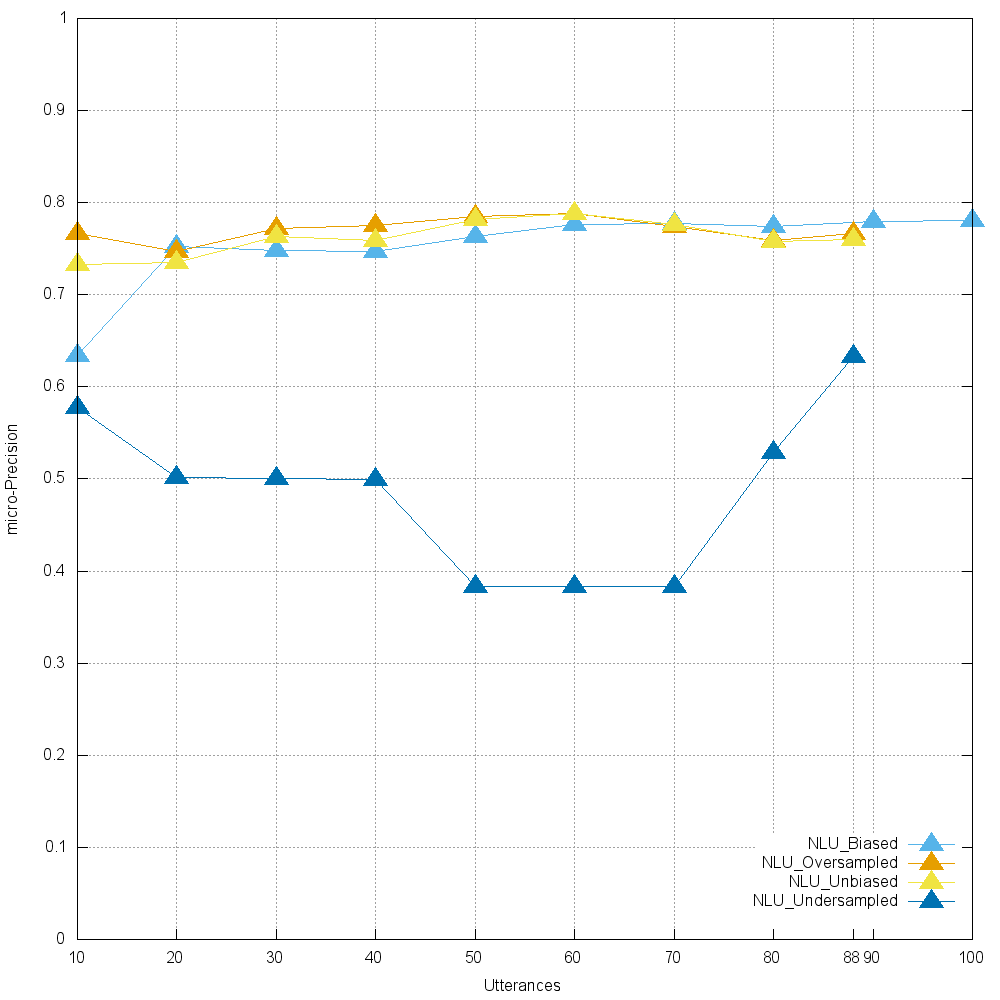 1
0.9
0.8
0.7
0.6
0.5
0.4
0.3
0.2
0.1
0
micro-Precision
NLU_Biased
NLU_Oversampled
NLU_Unbiased
NLU_Undersampled
10 20 30 40 50 60 70 80 88 90 100
Utterances